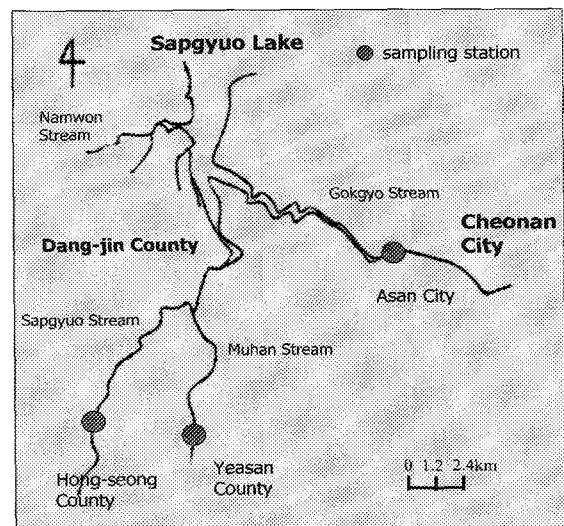 Sapgyuo Lake
sampling station
Namwon
Stream
Gokgyo Stream
Cheonan
City
Dang-jin County
Asan City
Sapgyuo Stream
Muhan Stream
Hong-seong
County
Yeasan
County
0 1.2 2.4km